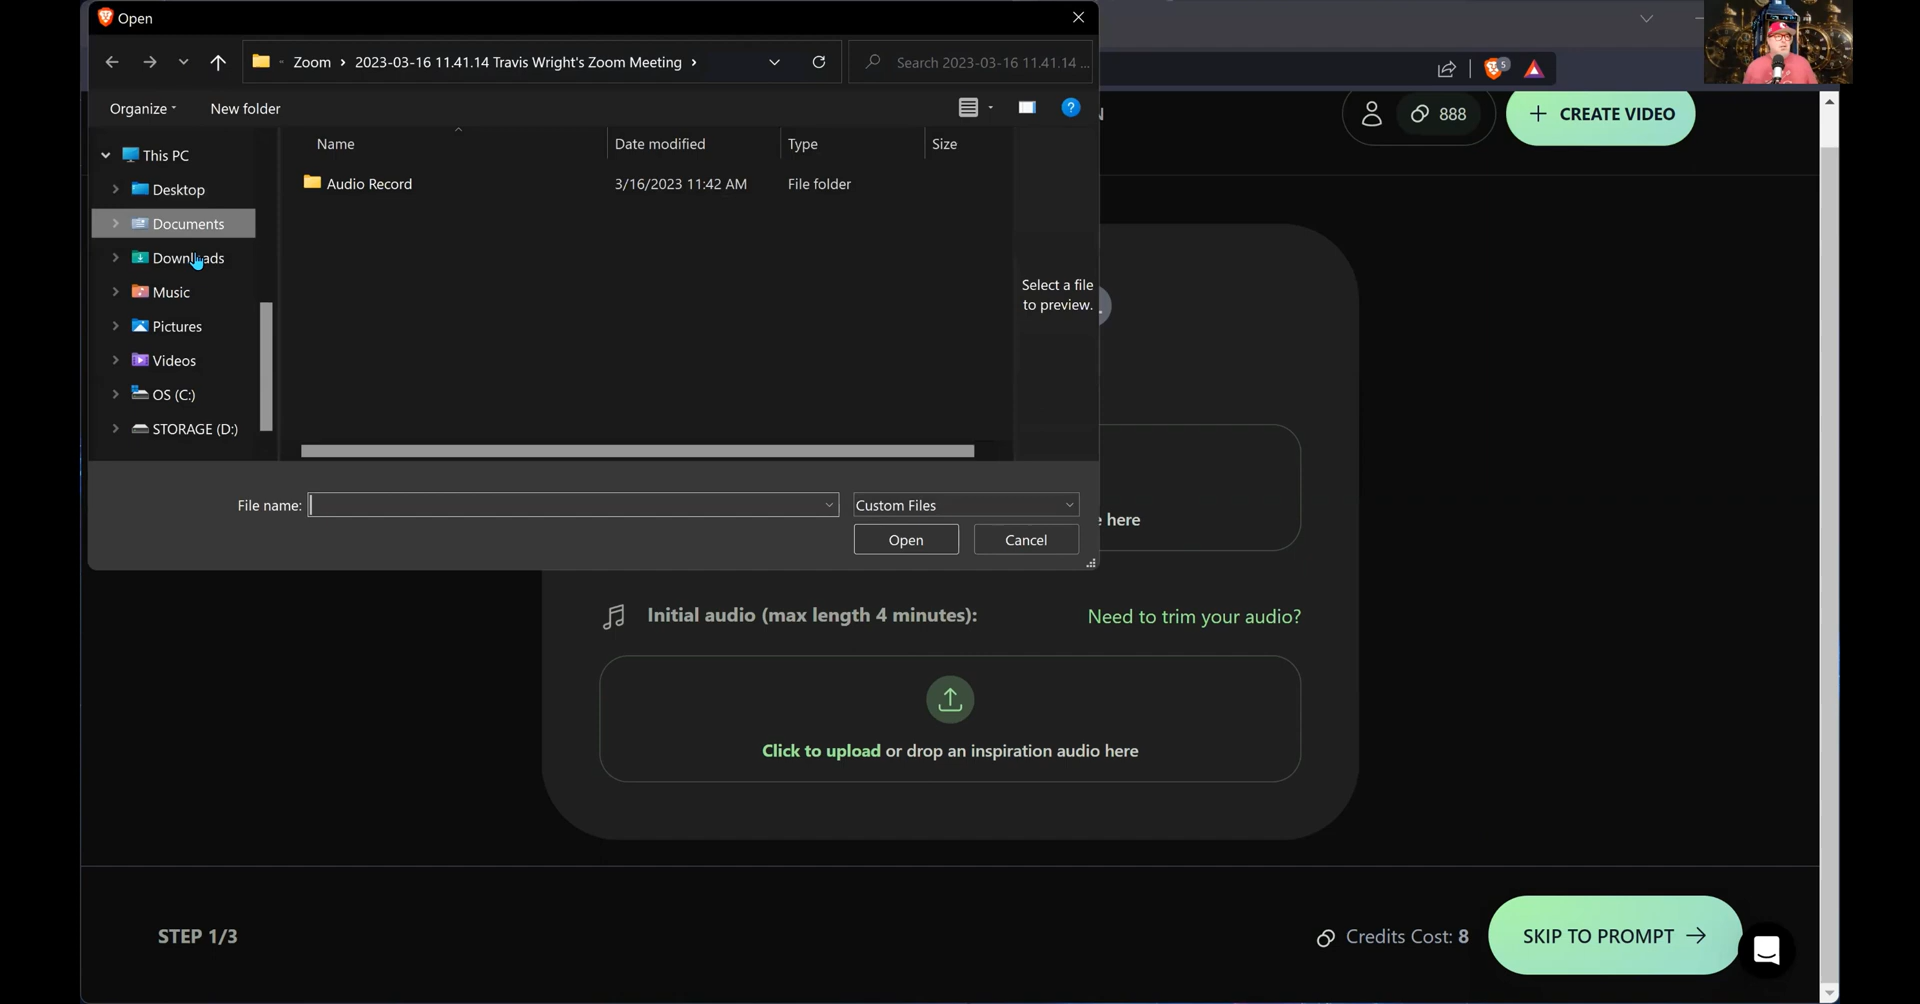 Open
Zoom > 2023-03-16 11.41.14 Travis Wright's Zoom Meeting >
Search 2023-03-16 11.41.14 ...
5
Organize
New folder
?
888
+ CREATE VIDEO
Name
Date modified
Type
Size
This PC
Audio Record
3/16/2023 11:42 AM
File folder
Desktop
Documents
Downloads
Music
Pictures
Videos
OS (C:)
STORAGE (D:)
Select a file
to preview.
File name:
Custom Files
e here
Open
Cancel
Initial audio (max length 4 minutes):
Need to trim your audio?
Click to upload or drop an inspiration audio here
STEP 1/3
Credits Cost: 8
SKIP TO PROMPT →